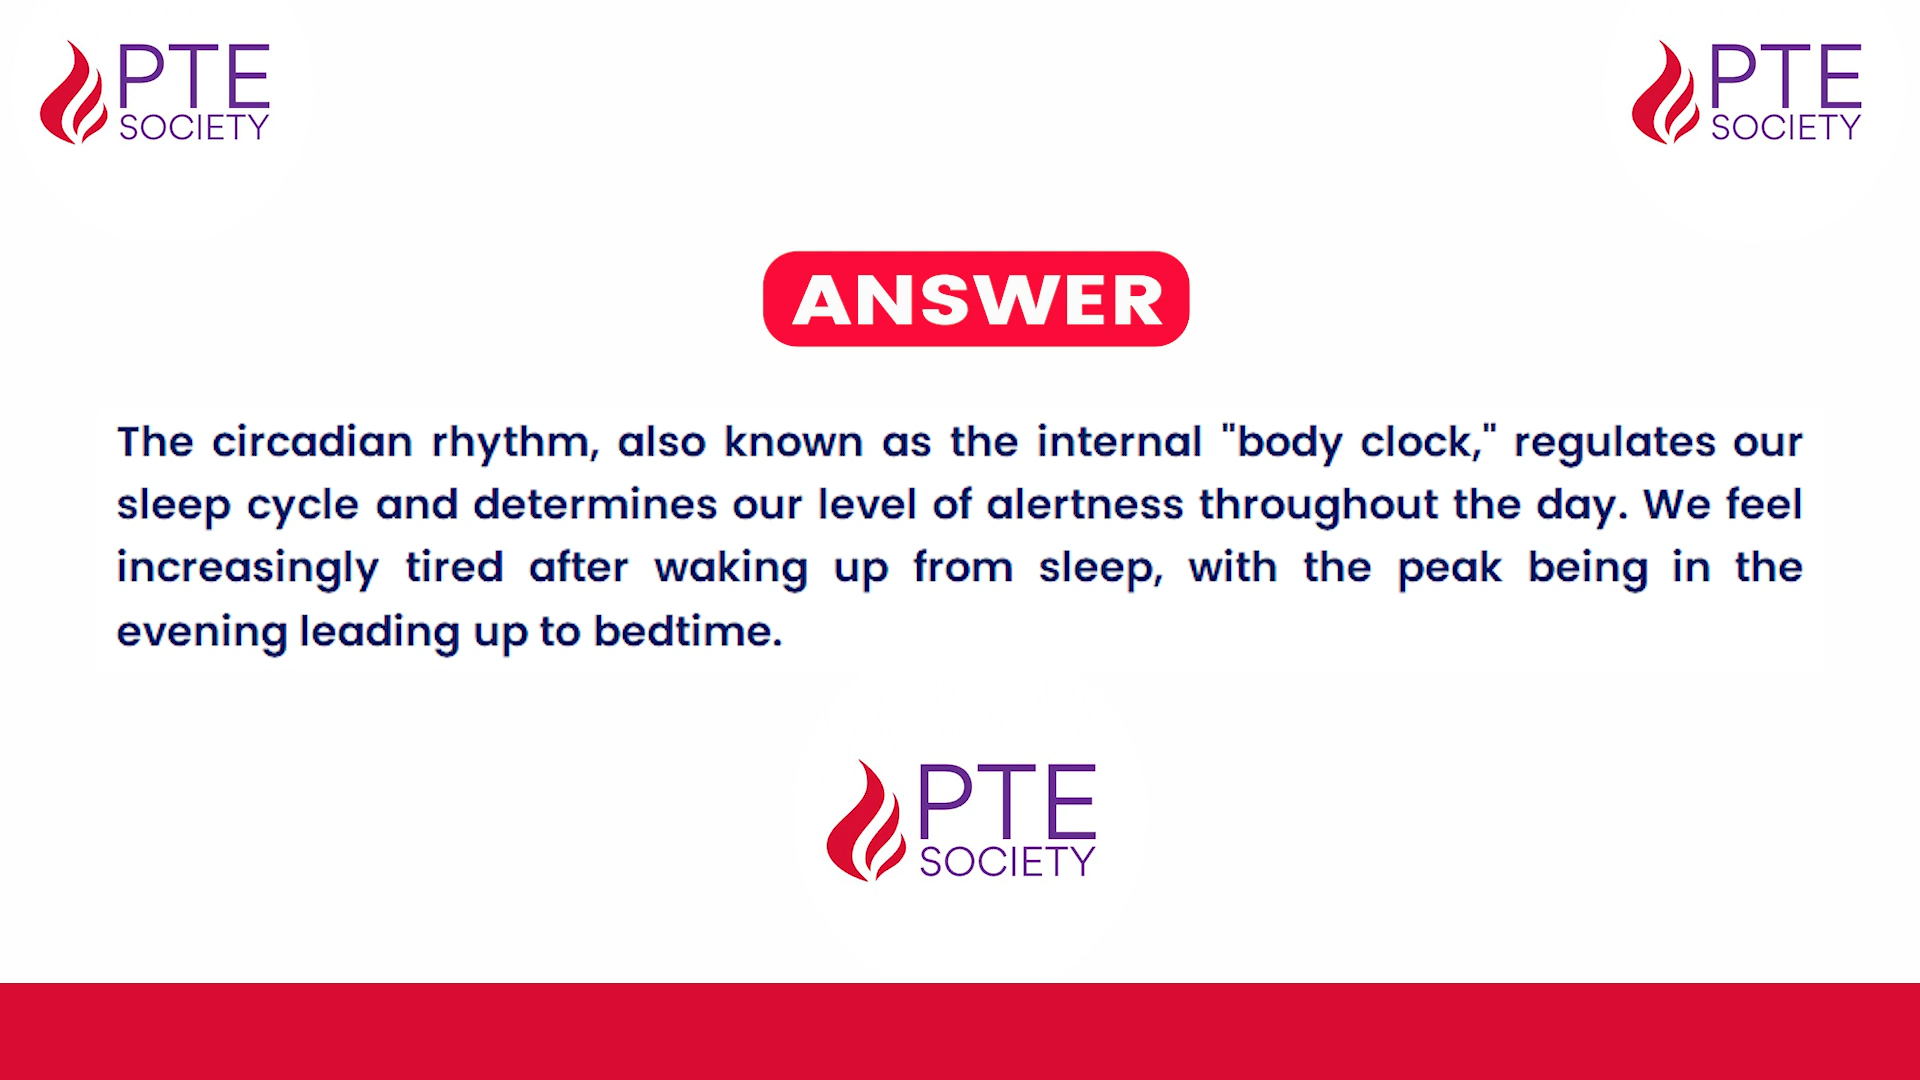 PTE
SOCIETY
PTE
SOCIETY
ANSWER
The circadian rhythm, also known as the internal "body clock," regulates our
sleep cycle and determines our level of alertness throughout the day. We feel
increasingly tired after waking up from sleep, with the peak being in the
evening leading up to bedtime.
PTE
SOCIETY